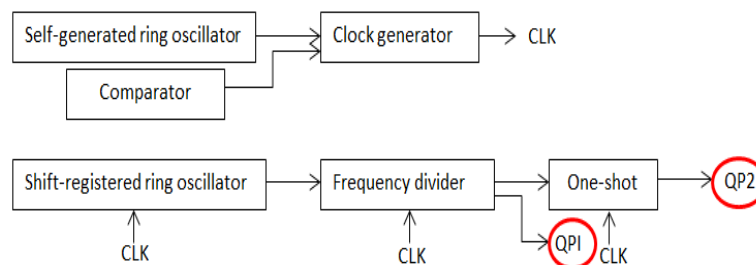 Self-generated ring oscillator
Clock generator
CLK
Comparator
Shift-registered ring oscillator
Frequency divider
One-shot
QP2
CLK
CLK
QPI
CLK